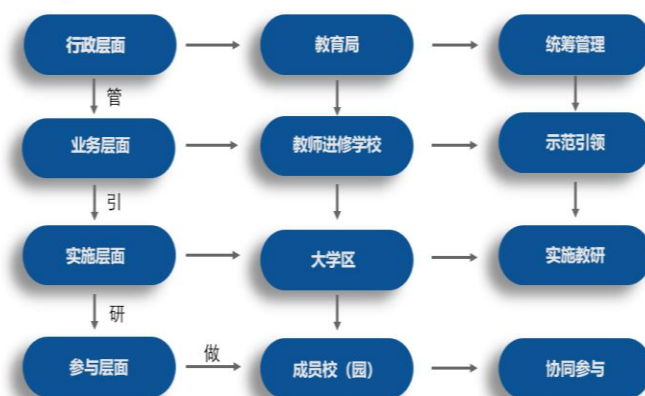 行政层面
教育局
统筹管理
管
业务层面
教师进修学校
示范引领
引
实施层面
大学区
实施教研
研
参与层面
做
成员校（园）
协同参与